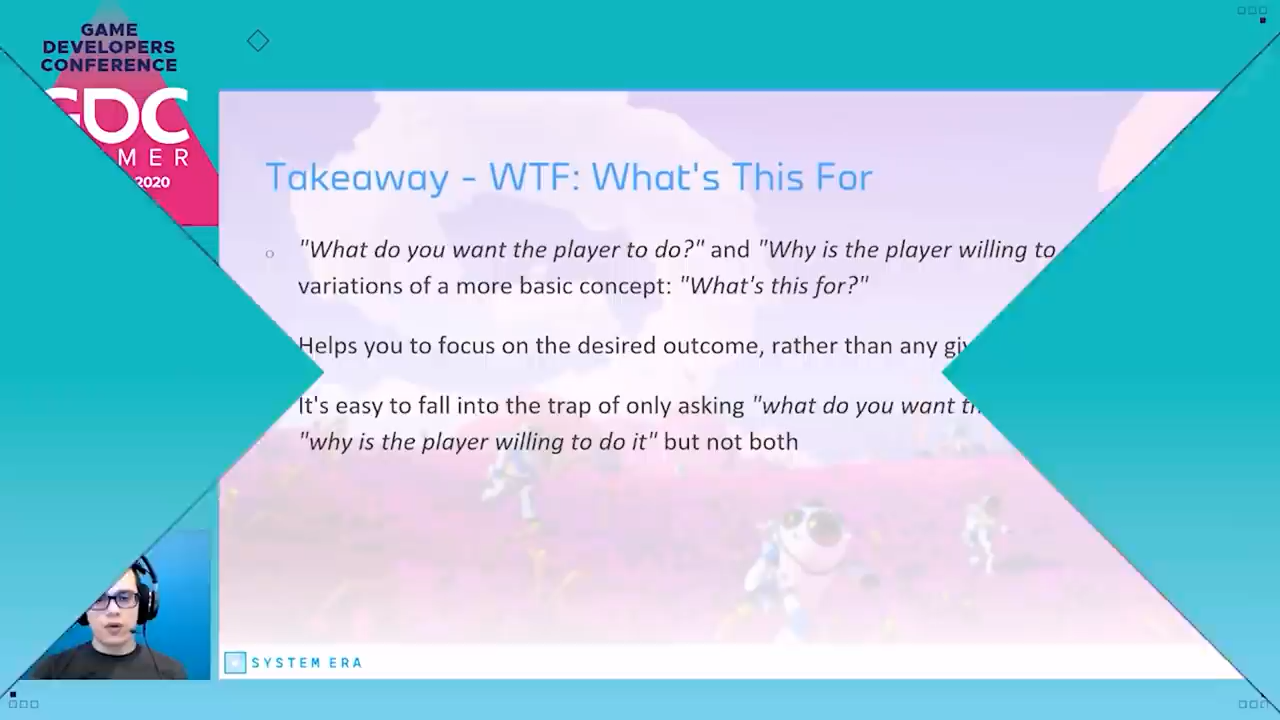 GAME
DEVELOPERS
CONFERENCE
GDC
MER
2020
Takeaway - WTF: What's This For
"What do you want the player to do?" and "Why is the player willing to
variations of a more basic concept: "What's this for?"
Helps you to focus on the desired outcome, rather than any
It's easy to fall into the trap of only asking "what do you want
"why is the player willing to do it" but not both
SYSTEM ERA